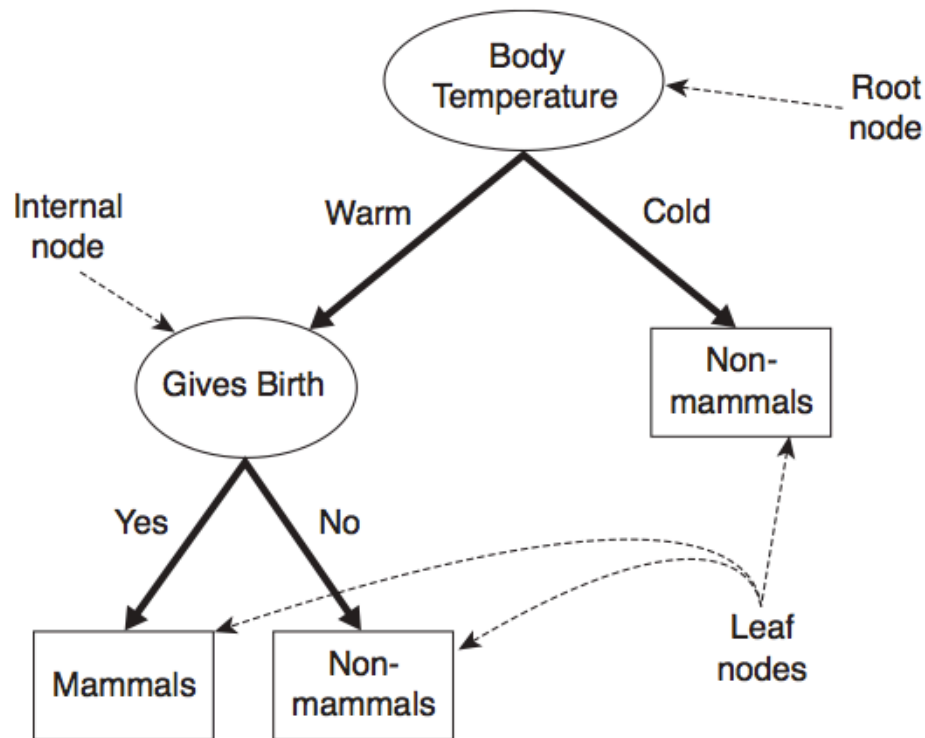 Body
Temperature
Root
node
Internal
node
Warm
Cold
Gives Birth
Non-
mammals
Yes
No
Mammals
Non-
mammals
Leaf
nodes